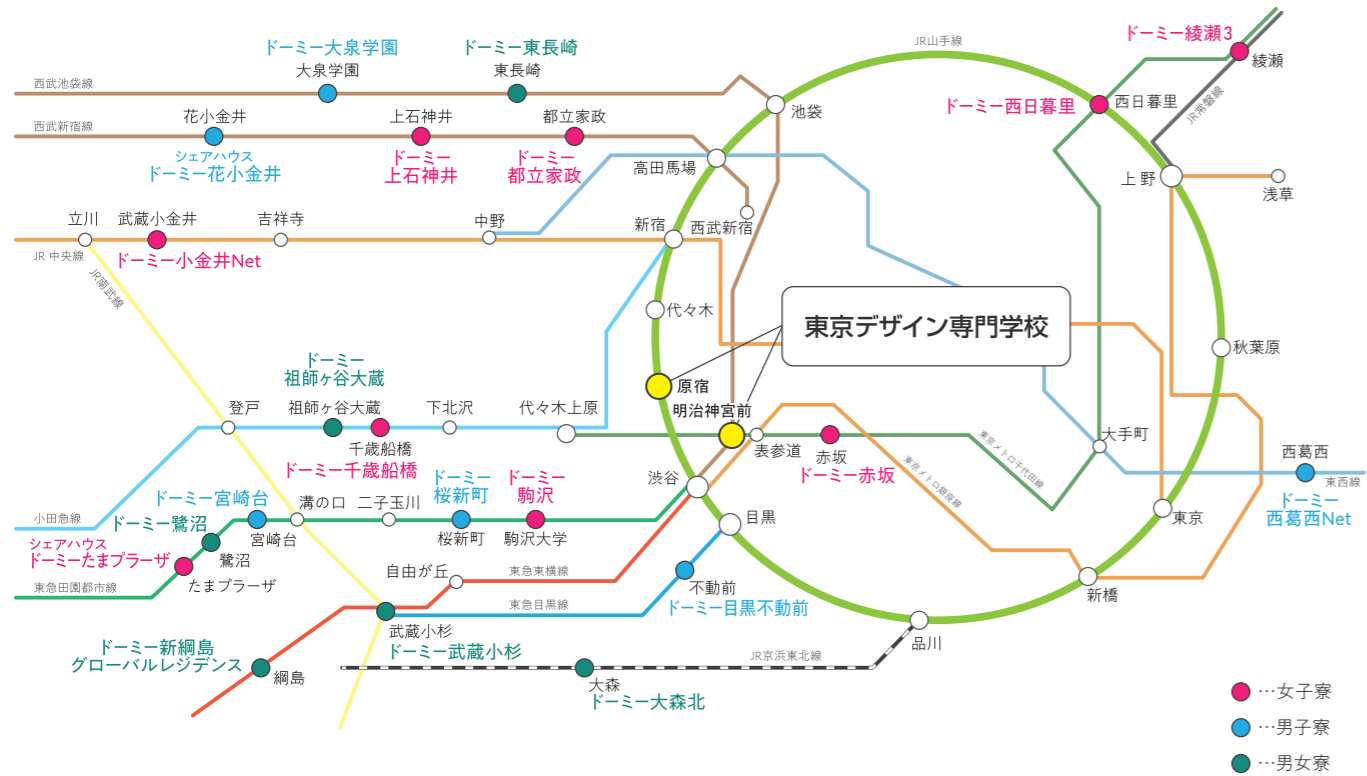 JR山手線
ドーミー綾瀬3
綾瀬
ドーミー大泉学園
大泉学園
ドーミー東長崎
東長崎
西武池袋線
池袋
ドーミー西日暮里
西日暮里
JR常磐線
西武新宿線
花小金井
シェアハウス
ドーミー花小金井
上石神井
ドーミー
上石神井
都立家政
ドーミー
都立家政
高田馬場
上野
浅草
立川
武蔵小金井
吉祥寺
中野
新宿
西武新宿
JR 中央線
ドーミー小金井Net
JR南武線
代々木
東京デザイン専門学校
秋葉原
原宿
明治神宮前
ドーミー
祖師ヶ谷大蔵
登戸
祖師ヶ谷大蔵
下北沢
代々木上原
千歳船橋
ドーミー千歳船橋
表参道
赤坂
ドーミー赤坂
東京メトロ千代田線
東京メトロ銀座線
大手町
西葛西
東西線
ドーミー
西葛西Net
渋谷
小田急線
ドーミー宮崎台
溝の口
二子玉川
ドーミー
桜新町
ドーミー
駒沢
ドーミー鷺沼
宮崎台
桜新町
駒沢大学
目黒
東京
シェアハウス
ドーミーたまプラーザ
鷺沼
たまプラーザ
東急田園都市線
自由が丘
東急東横線
不動前
ドーミー目黒不動前
新橋
東急目黒線
武蔵小杉
ドーミー武蔵小杉
品川
ドーミー新綱島
グローバルレジデンス
綱島
JR京浜東北線
大森
ドーミー大森北
…女子寮
…男子寮
…男女寮